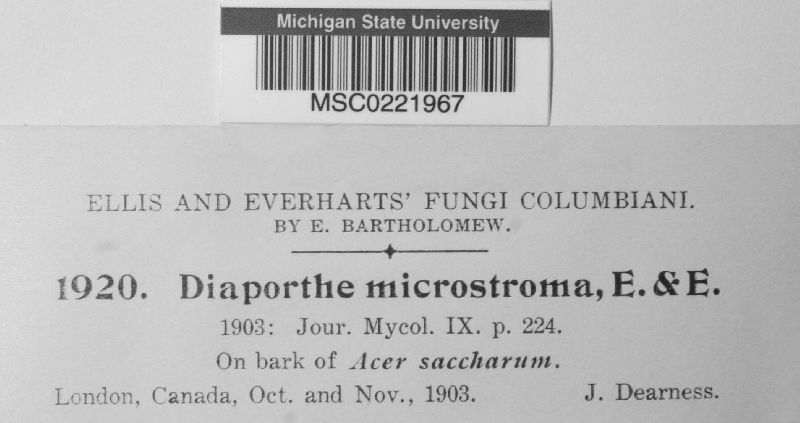 Michigan State University
MSC0221967
ELLIS AND EVERHARTS' FUNGI COLUMBIANI.
BY E. BARTHOLOMEW.
1920. Diaporthe microstroma, E. & E.
1903: Jour. Mycol. IX. p. 224.
On bark of Acer saccharum.
London, Canada, Oct. and Nov., 1903. J. Dearness.